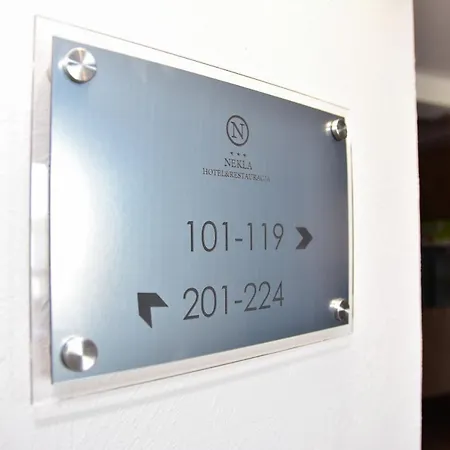 N
NEKLA
HOTEL&RESTAURACJA
101-119
201-224